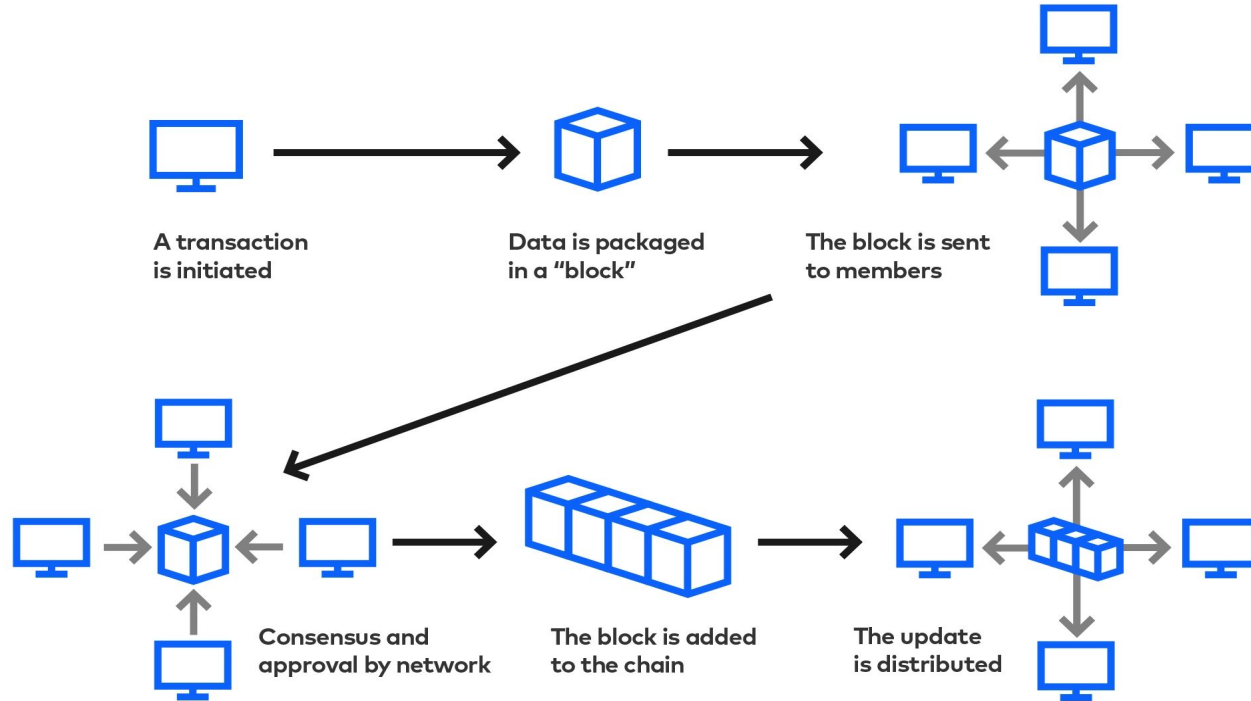 A transaction
is initiated
Data is packaged
in a “block”
The block is sent
to members
Consensus and
approval by network
The block is added
to the chain
The update
is distributed